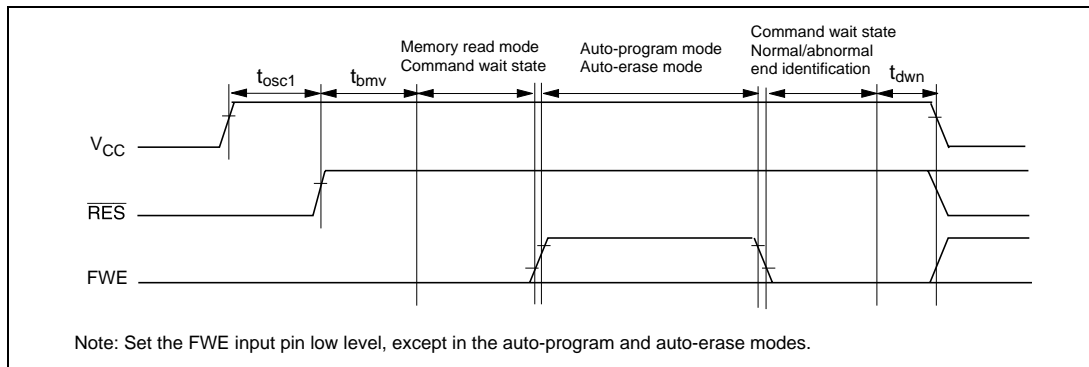 Memory read mode
Command wait state
Auto-program mode
Auto-erase mode
Command wait state
Normal/abnormal
end identification
tosc1
tbmv
tdwn
VCC
RES
FWE
Note: Set the FWE input pin low level, except in the auto-program and auto-erase modes.